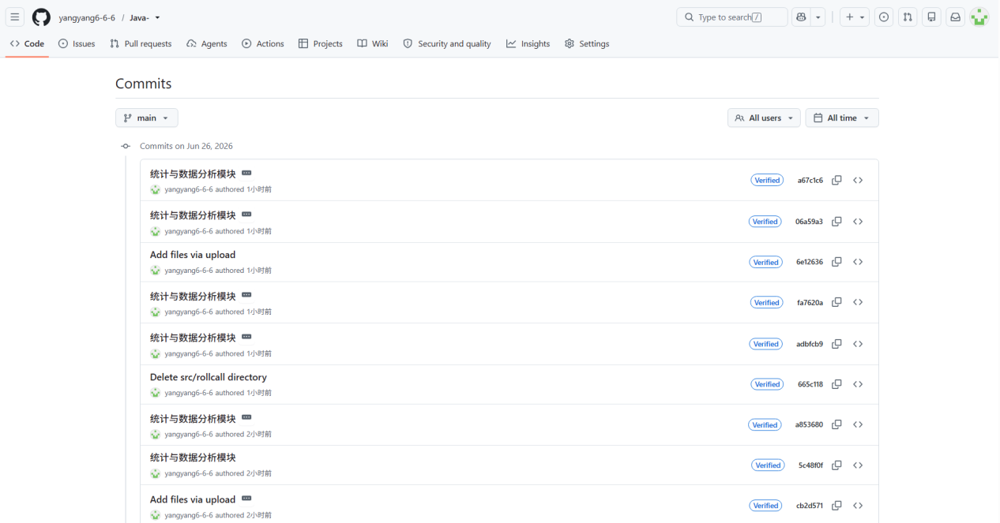 yangyang6-6-6 / Java-
Type to search /
Code Issues Pull requests Agents Actions Projects Wiki Security and quality Insights Settings
Commits
main
All users All time
Commits on Jun 26, 2026
统计与数据分析模块
Verified a67c1c6
yangyang6-6-6 authored 1小时前
统计与数据分析模块
Verified 06a59a3
yangyang6-6-6 authored 1小时前
Add files via upload
Verified 6e12636
yangyang6-6-6 authored 1小时前
统计与数据分析模块
Verified fa7620a
yangyang6-6-6 authored 1小时前
统计与数据分析模块
Verified adbfcb9
yangyang6-6-6 authored 1小时前
Delete src/rollcall directory
Verified 665c118
yangyang6-6-6 authored 1小时前
统计与数据分析模块
Verified a853680
yangyang6-6-6 authored 2小时前
统计与数据分析模块
Verified 5c48f0f
yangyang6-6-6 authored 2小时前
Add files via upload
Verified cb2d571
yangyang6-6-6 authored 2小时前